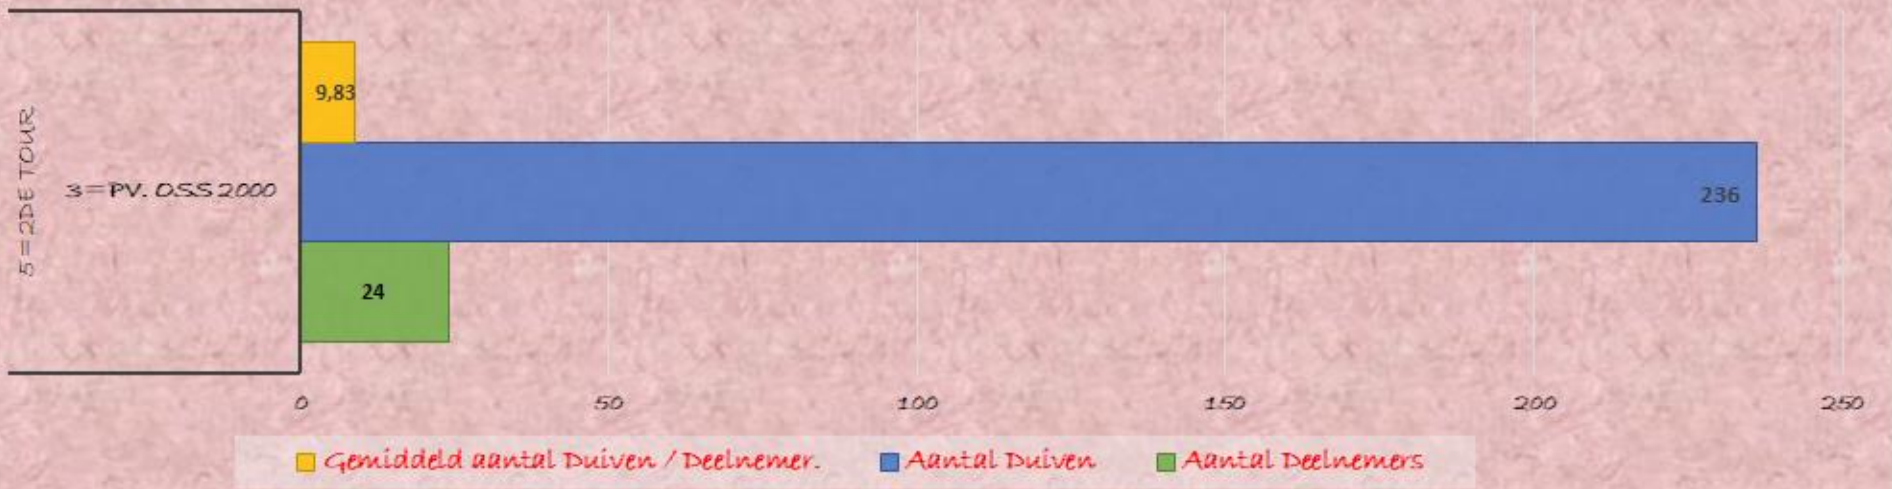 5=2DE TOUR
3=PV. OSS 2000
9,83
236
24
0 50 100 150 200 250
Gemiddeld aantal Duiven / Deelnemer. Aantal Duiven Aantal Deelnemers